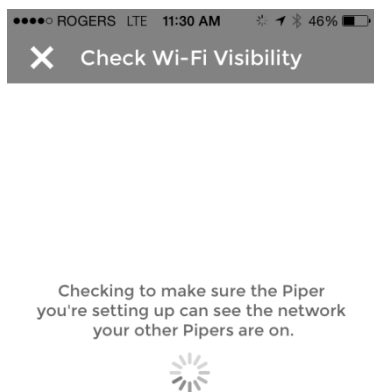 ROGERS LTE 11:30 AM 46%
Check Wi-Fi Visibility
Checking to make sure the Piper
you're setting up can see the network
your other Pipers are on.